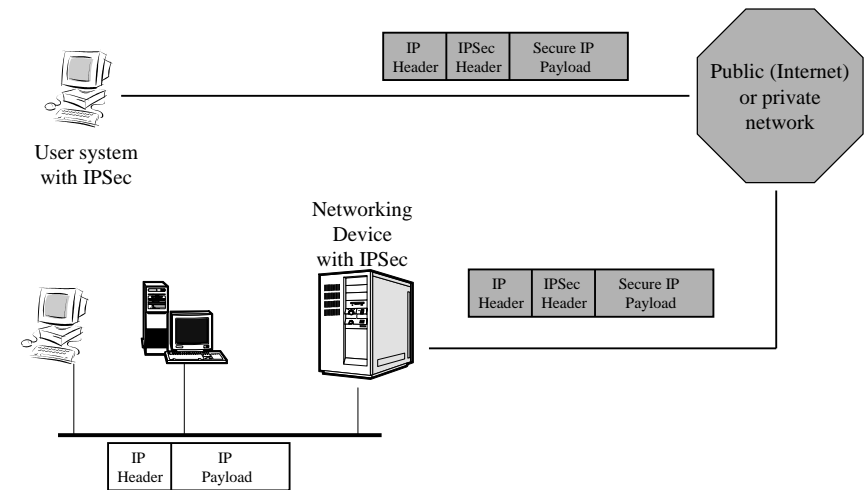 IP Header
IPSec Header
Secure IP Payload
Public (Internet)
or private
network
User system
with IPSec
Networking
Device
with IPSec
IP Header
IPSec Header
Secure IP Payload
IP Header
IP Payload